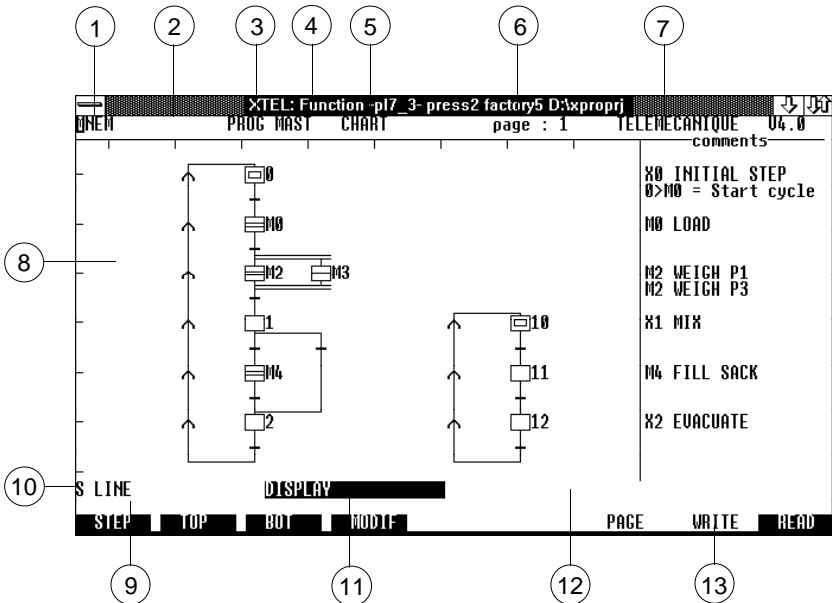 1 2 3 4 5 6 7
XTEL: Function -pl7_3- press2 factory5 D:\xproprj
MNEM PROG MAST CHART page : 1 TELEMECANIQUE V4.0
comments
0 X0 INITIAL STEP
0>M0 = Start cycle
M0 M0 LOAD
8
M2 M3 M2 WEIGH P1
M2 WEIGH P3
1 10 X1 MIX
M4 11 M4 FILL SACK
2 12 X2 EVACUATE
10 S LINE DISPLAY
STEP TOP BOT MODIF PAGE WRITE READ
9 11 12 13